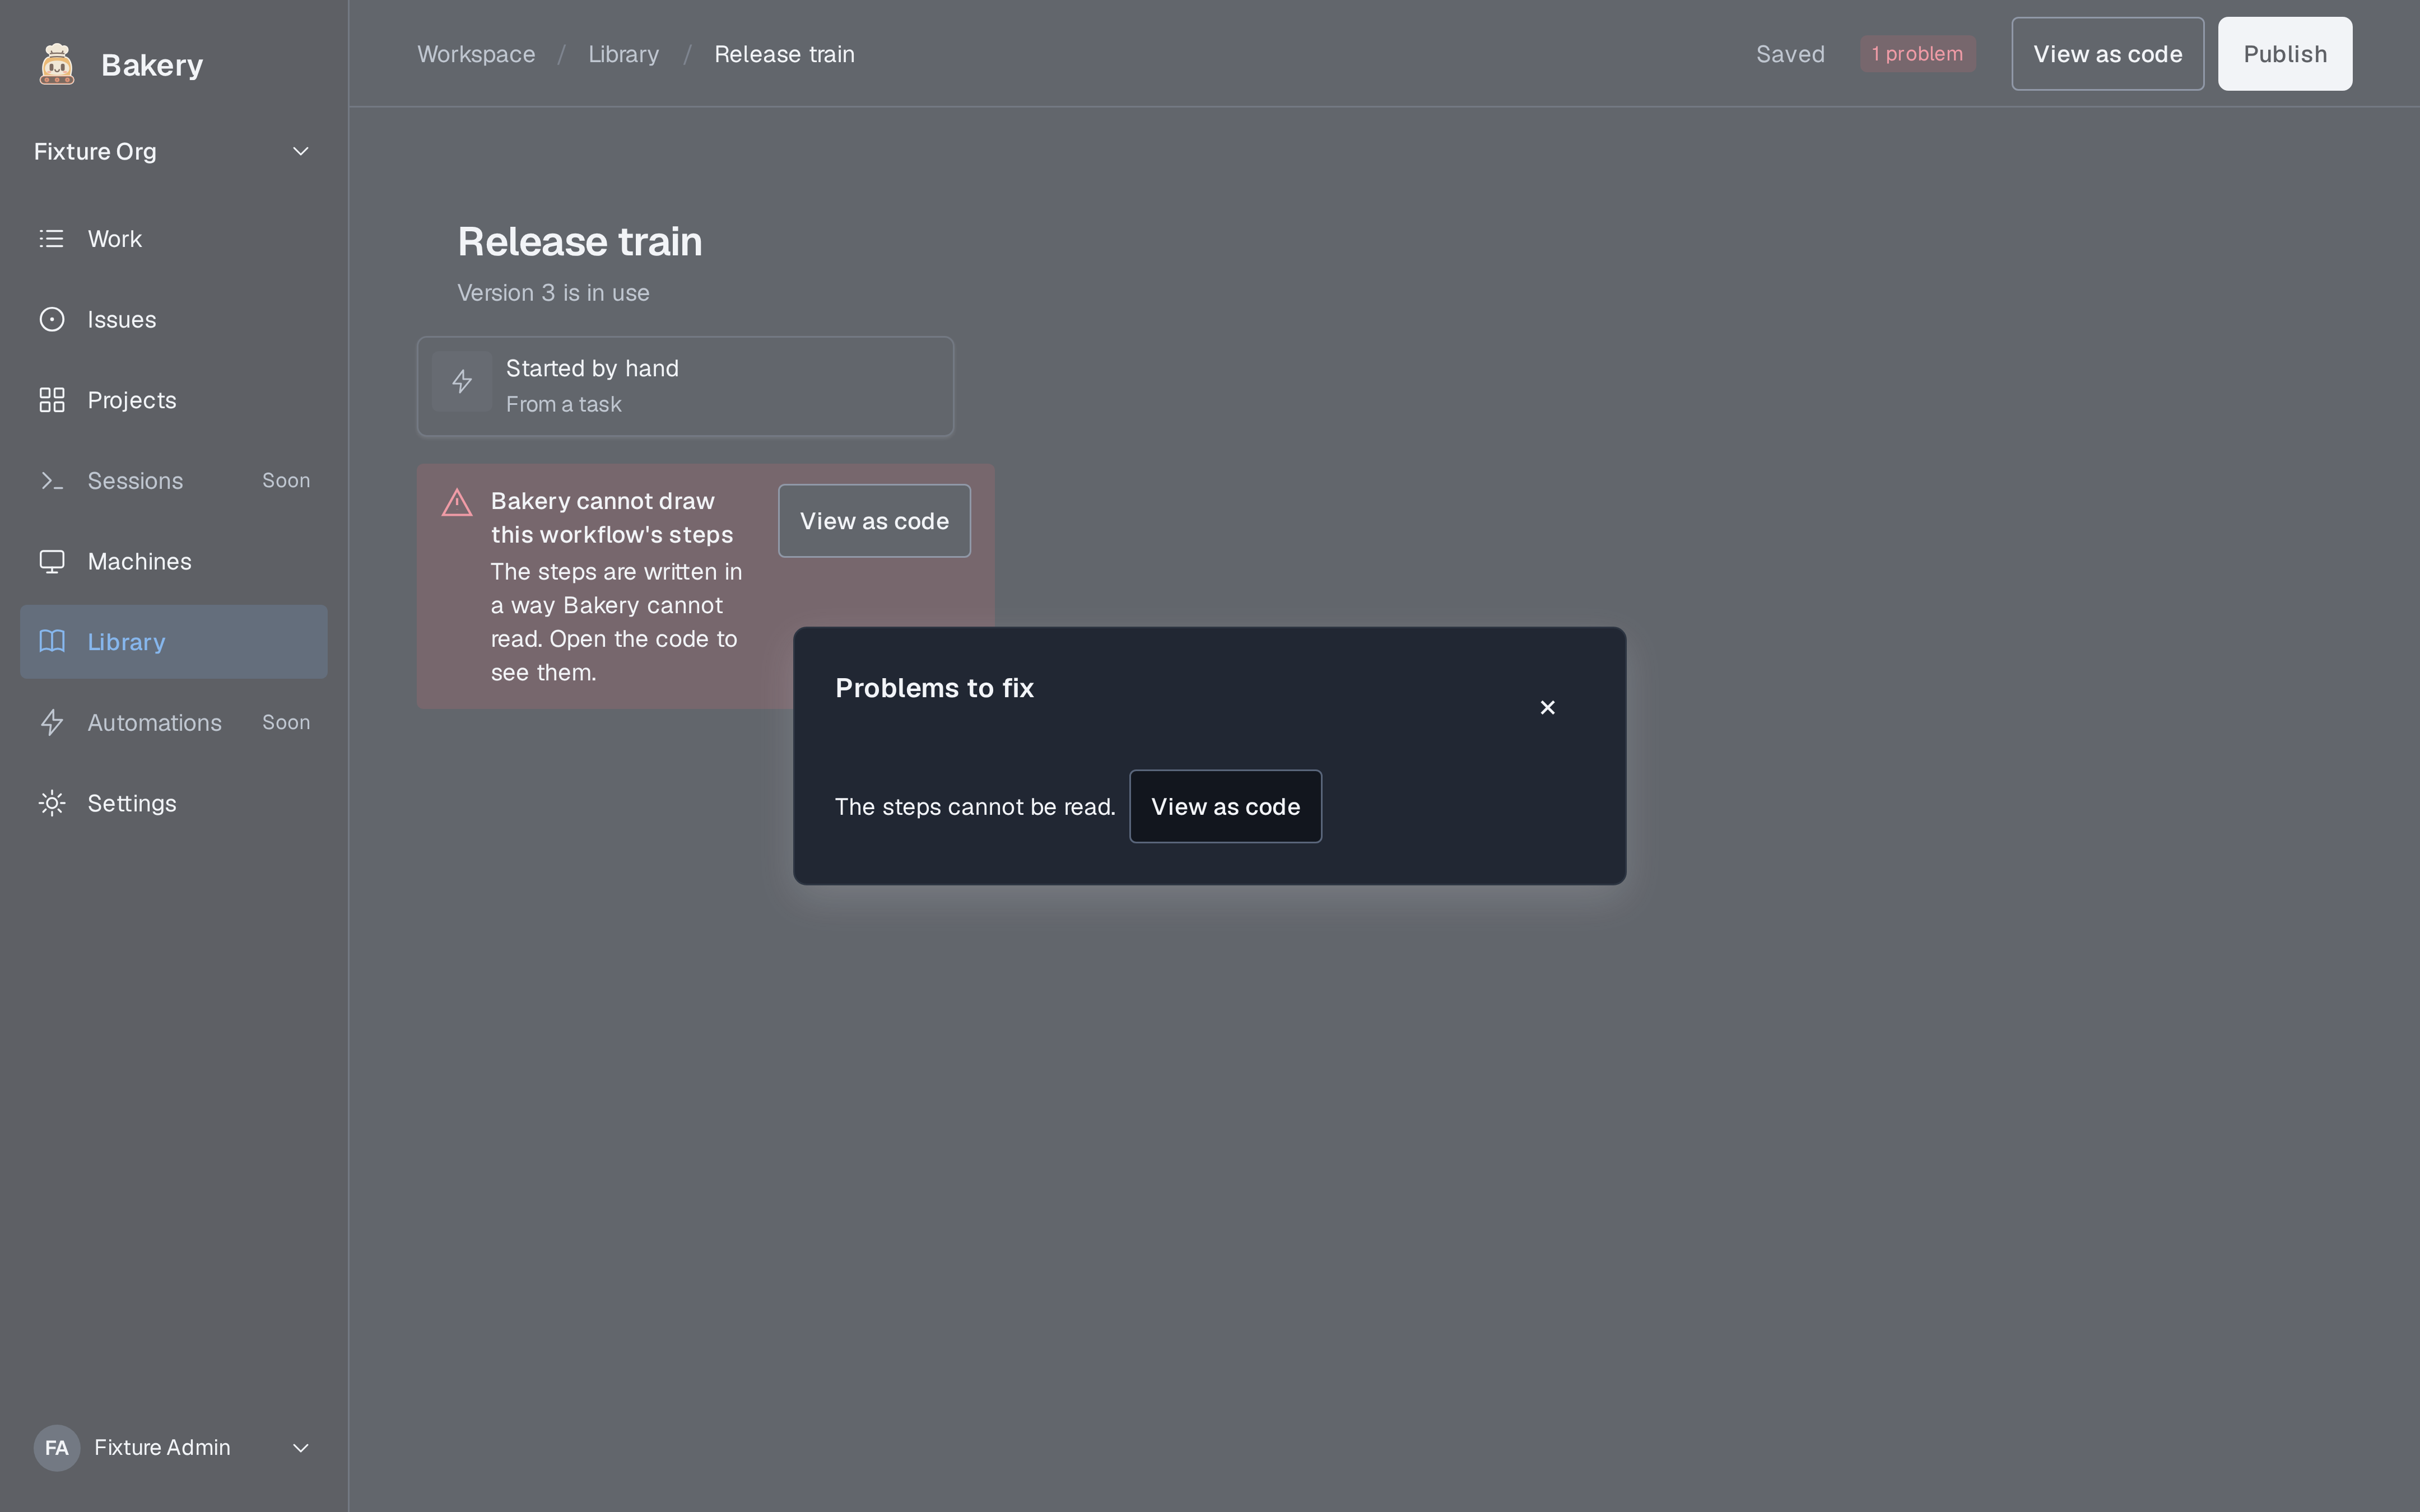 Bakery
Fixture Org
Work
Issues
Projects
Sessions Soon
Machines
Library
Automations Soon
Settings
FA Fixture Admin
Workspace / Library / Release train
Saved 1 problem View as code Publish
Release train
Version 3 is in use
Started by hand
From a task
Bakery cannot draw
this workflow's steps
The steps are written in
a way Bakery cannot
read. Open the code to
see them.
View as code
Problems to fix
The steps cannot be read. View as code